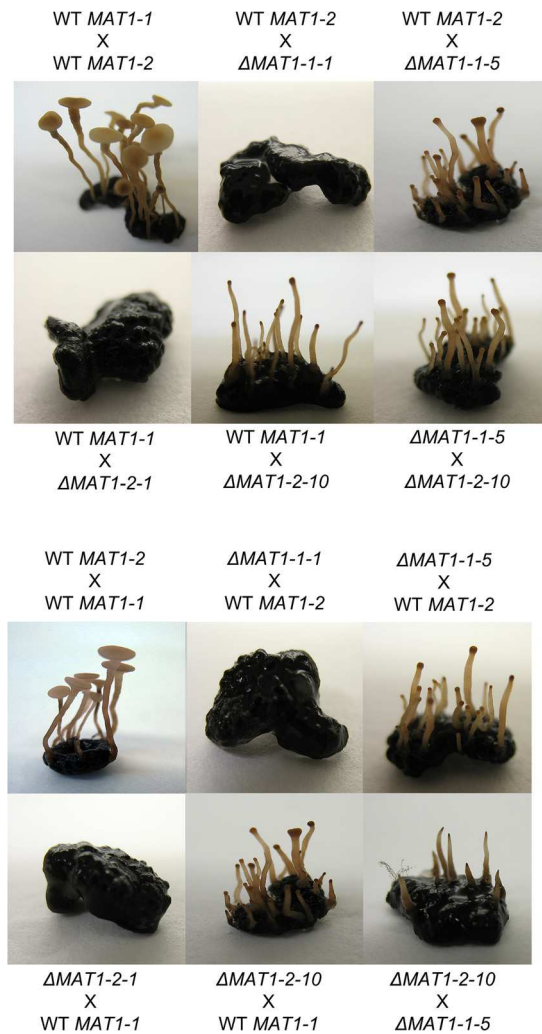 WT MAT1-1
X
WT MAT1-2
WT MAT1-2
X
ΔMAT1-1-1
WT MAT1-2
X
ΔMAT1-1-5
WT MAT1-1
X
ΔMAT1-2-1
WT MAT1-1
X
ΔMAT1-2-10
ΔMAT1-1-5
X
ΔMAT1-2-10
WT MAT1-2
X
WT MAT1-1
ΔMAT1-1-1
X
WT MAT1-2
ΔMAT1-1-5
X
WT MAT1-2
ΔMAT1-2-1
X
WT MAT1-1
ΔMAT1-2-10
X
WT MAT1-1
ΔMAT1-2-10
X
ΔMAT1-1-5